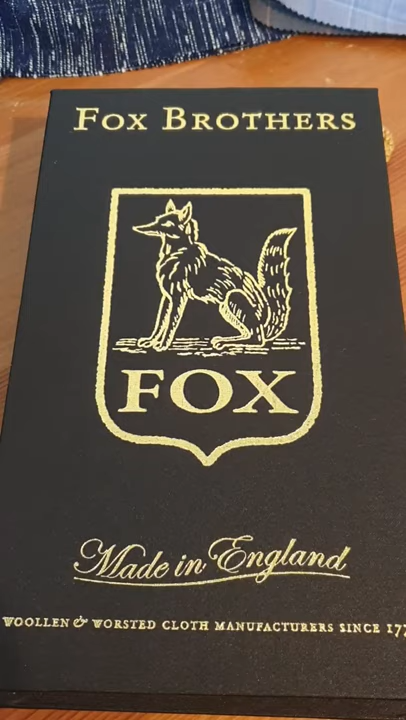 FOX BROTHERS
FOX
Made in England
WOOLLEN & WORSTED CLOTH MANUFACTURERS SINCE